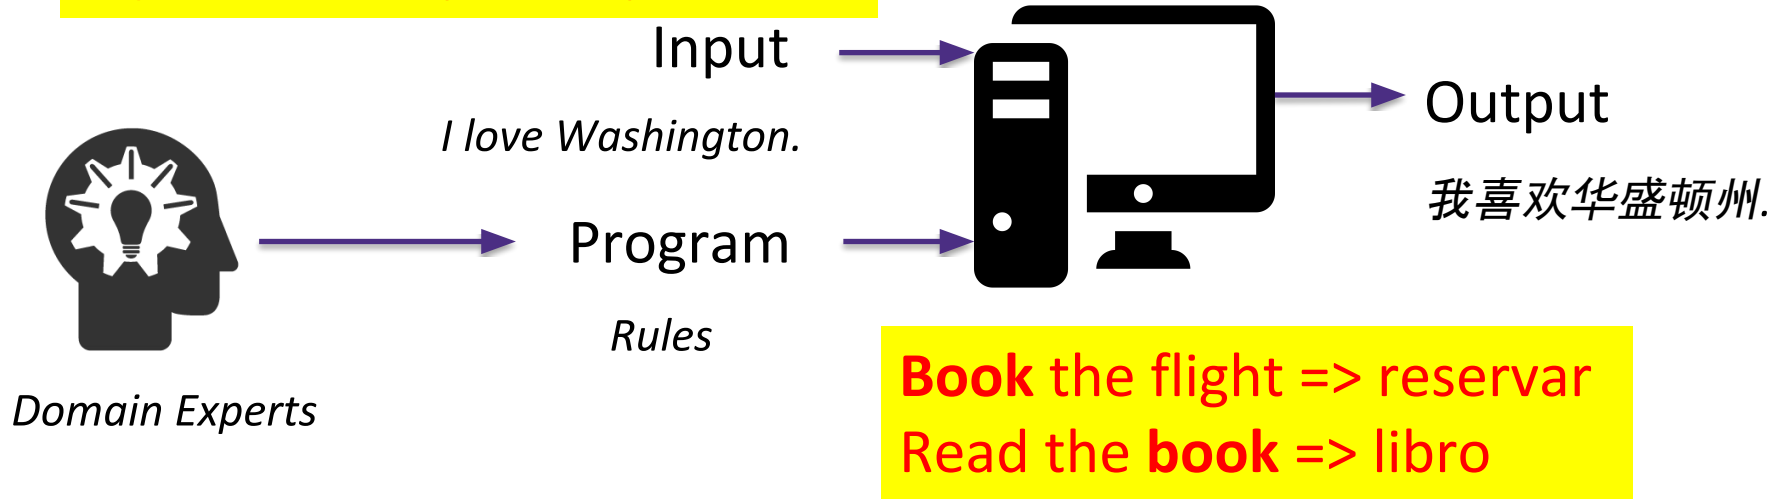 Input
I love Washington.
Output
我喜欢华盛顿州.
Program
Rules
Domain Experts
Book the flight => reservar
Read the book => libro